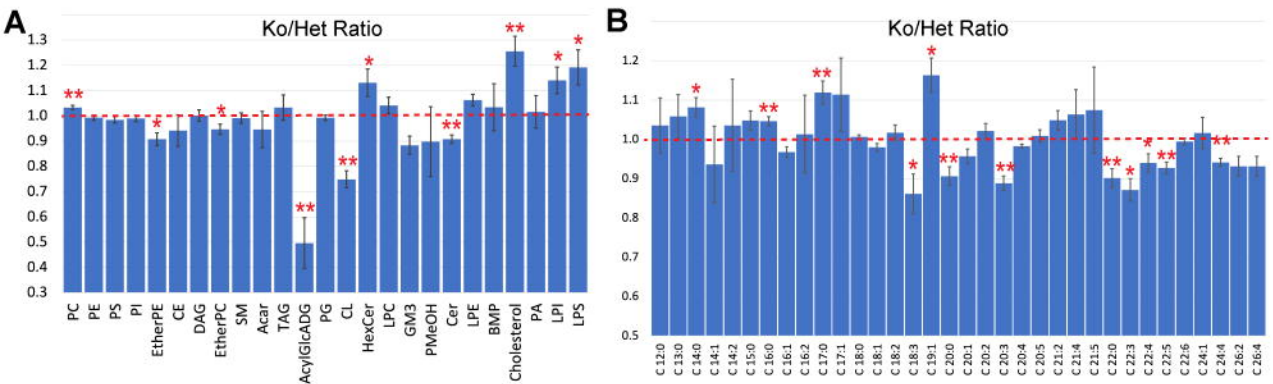 A
Ko/Het Ratio
1.3
1.2
1.1
1.0
0.9
0.8
0.7
0.6
0.5
0.4
0.3
** * * ** ** * ** ** * *
PC PE PS PI EtherPE CE DAG EtherPC SM Acar TAG AcylGlcADG PG CL HexCer LPC GM3 PMeOH Cer LPE BMP Cholesterol PA LPI LPS
B
Ko/Het Ratio
1.2
1.1
1.0
0.9
0.8
0.7
0.6
0.5
* ** ** * * ** ** ** * * ** **
C 12:0 C 13:0 C 14:0 C 14:1 C 14:2 C 15:0 C 16:0 C 16:1 C 16:2 C 17:0 C 17:1 C 18:0 C 18:1 C 18:2 C 18:3 C 19:1 C 20:0 C 20:1 C 20:2 C 20:3 C 20:4 C 20:5 C 21:2 C 21:4 C 21:5 C 22:0 C 22:3 C 22:4 C 22:5 C 22:6 C 24:1 C 24:4 C 26:2 C 26:4